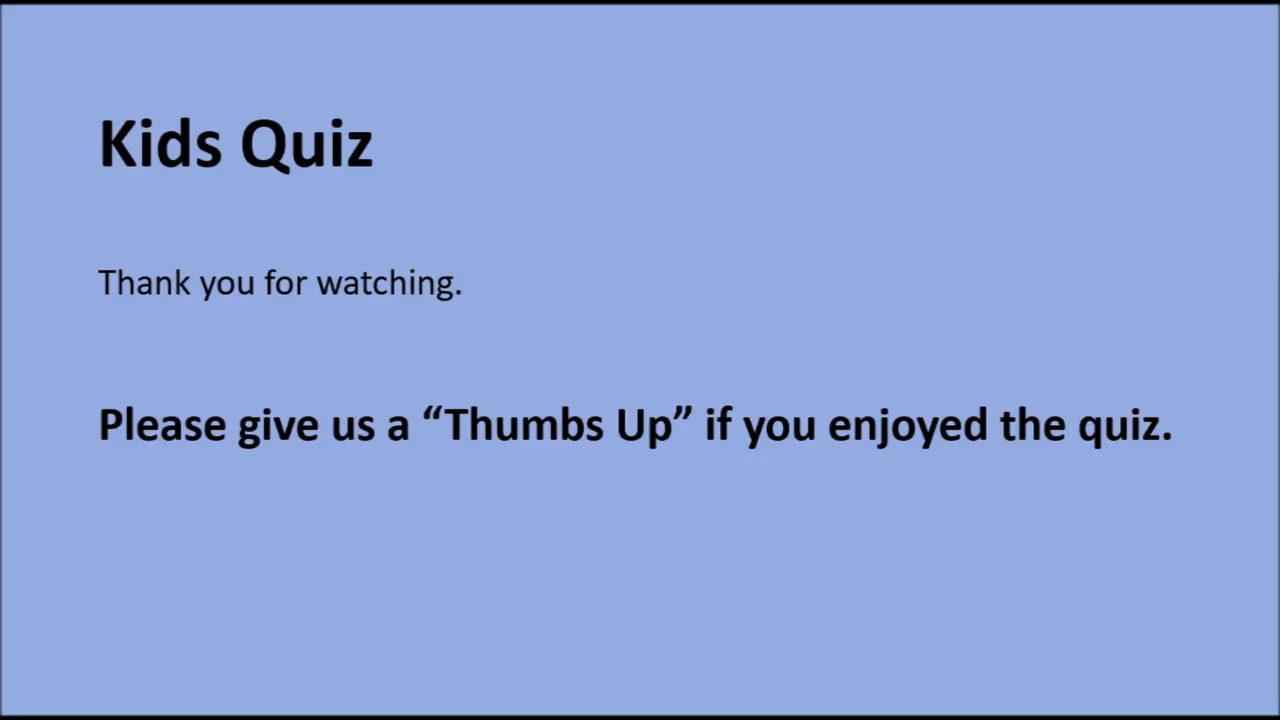 Kids Quiz
Thank you for watching.
Please give us a “Thumbs Up” if you enjoyed the quiz.